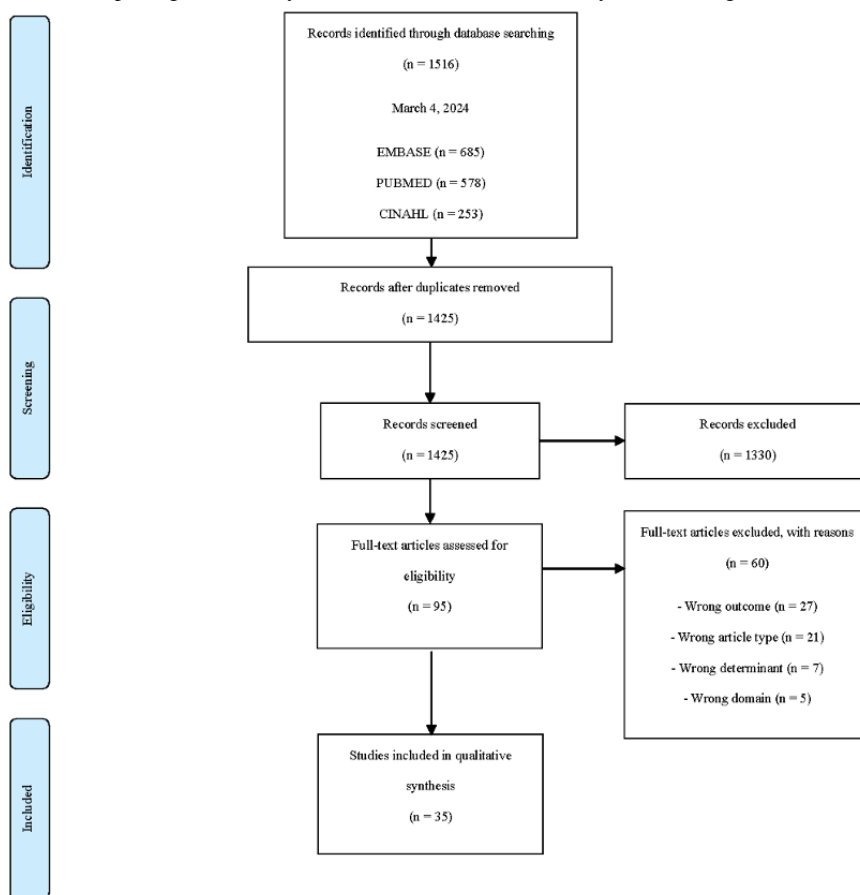 Identification
Records identified through database searching
(n = 1516)
March 4, 2024
EMBASE (n = 685)
PUBMED (n = 578)
CINAHL (n = 253)
Records after duplicates removed
(n = 1425)
Screening
Records screened
(n = 1425)
Records excluded
(n = 1330)
Eligibility
Full-text articles assessed for
eligibility
(n = 95)
Full-text articles excluded, with reasons
(n = 60)
- Wrong outcome (n = 27)
- Wrong article type (n = 21)
- Wrong determinant (n = 7)
- Wrong domain (n = 5)
Included
Studies included in qualitative
synthesis
(n = 35)